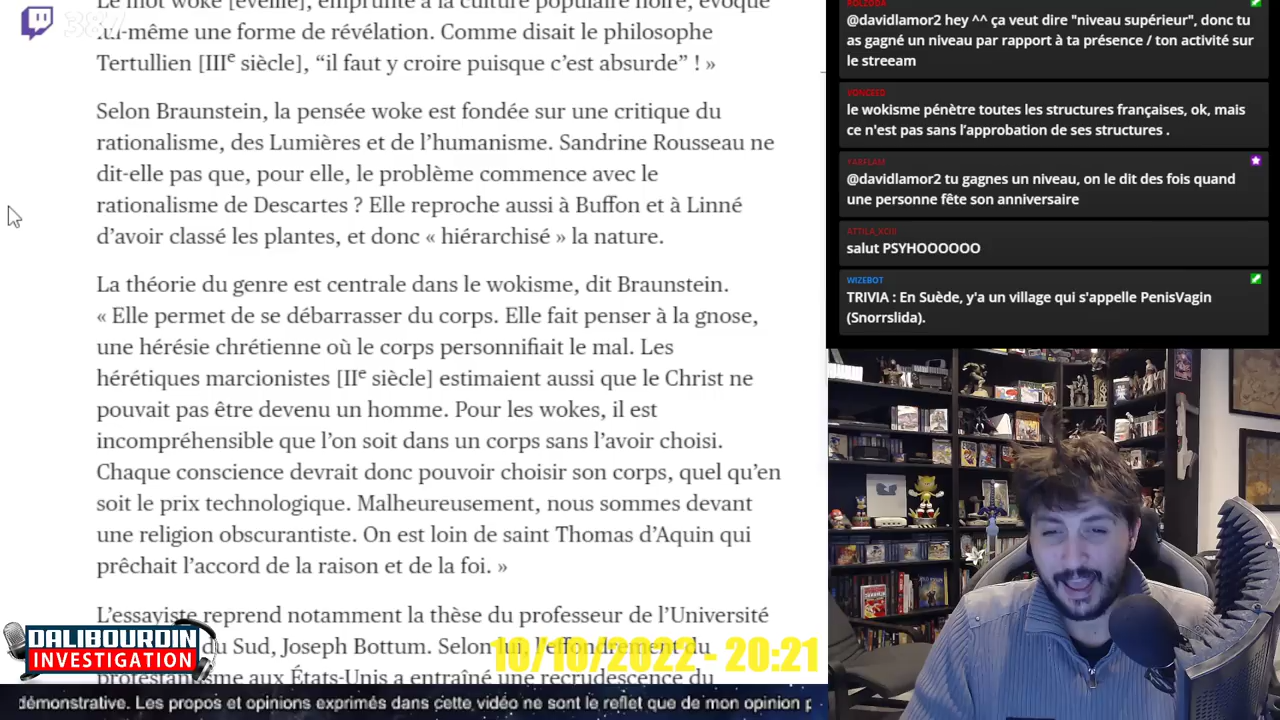 Le mot woke [éveillé], emprunté à la culture populaire noire, évoque
lui-même une forme de révélation. Comme disait le philosophe
Tertullien [IIIe siècle], “il faut y croire puisque c’est absurde” ! »
Selon Braunstein, la pensée woke est fondée sur une critique du
rationalisme, des Lumières et de l’humanisme. Sandrine Rousseau ne
dit-elle pas que, pour elle, le problème commence avec le
rationalisme de Descartes ? Elle reproche aussi à Buffon et à Linné
d’avoir classé les plantes, et donc « hiérarchisé » la nature.
La théorie du genre est centrale dans le wokisme, dit Braunstein.
« Elle permet de se débarrasser du corps. Elle fait penser à la gnose,
une hérésie chrétienne où le corps personnifiait le mal. Les
hérétiques marcionistes [IIe siècle] estimaient aussi que le Christ ne
pouvait pas être devenu un homme. Pour les wokes, il est
incompréhensible que l’on soit dans un corps sans l’avoir choisi.
Chaque conscience devrait donc pouvoir choisir son corps, quel qu’en
soit le prix technologique. Malheureusement, nous sommes devant
une religion obscurantiste. On est loin de saint Thomas d’Aquin qui
prêchait l’accord de la raison et de la foi. »
L’essayiste reprend notamment la thèse du professeur de l’Université
du Sud, Joseph Bottum. Selon lui, l’effondrement du
protestantisme aux États-Unis a entraîné une recrudescence du
387
DALIBOURDIN
INVESTIGATION
10/10/2022 - 20:21
démonstrative. Les propos et opinions exprimés dans cette vidéo ne sont le reflet que de mon opinion p
ROLZODA
@davidlamor2 hey ^^ ça veut dire "niveau supérieur", donc tu
as gagné un niveau par rapport à ta présence / ton activité sur
le streeam
VONCEED
le wokisme pénètre toutes les structures françaises, ok, mais
ce n'est pas sans l’approbation de ses structures .
YARFLAM
@davidlamor2 tu gagnes un niveau, on le dit des fois quand
une personne fête son anniversaire
ATTILA_XCIII
salut PSYHOOOOOO
WIZEBOT
TRIVIA : En Suède, y'a un village qui s'appelle PenisVagin
(Snorrslida).